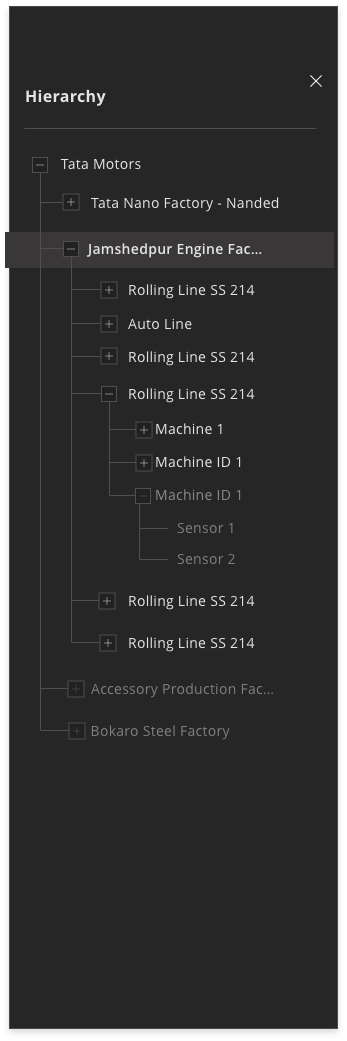 Hierarchy
Tata Motors
Tata Nano Factory - Nanded
Jamshedpur Engine Fac...
Rolling Line SS 214
Auto Line
Rolling Line SS 214
Rolling Line SS 214
Machine 1
Machine ID 1
Machine ID 1
Sensor 1
Sensor 2
Rolling Line SS 214
Rolling Line SS 214
Accessory Production Fac...
Bokaro Steel Factory